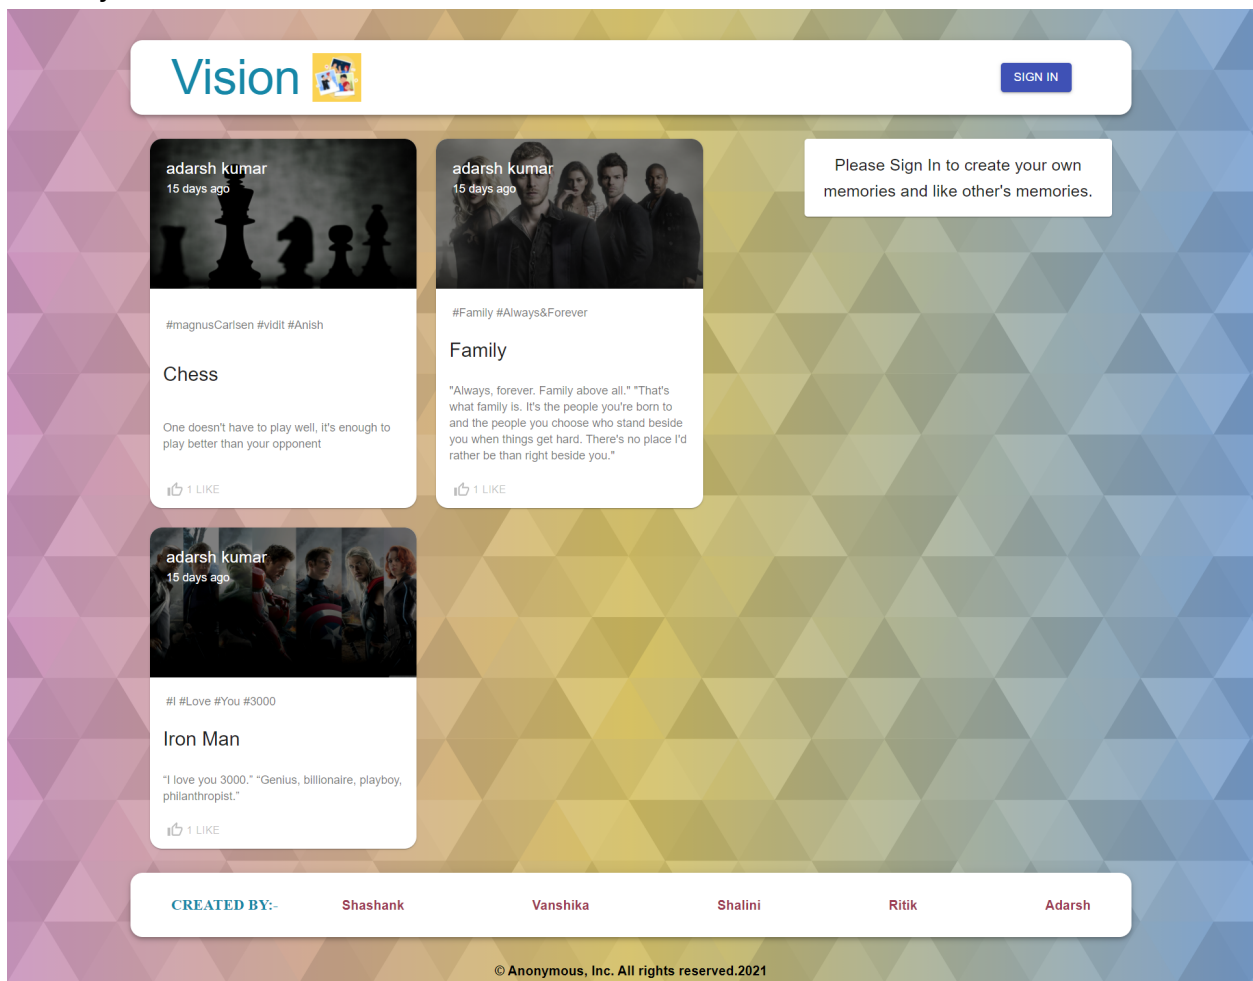 Vision
SIGN IN
adarsh kumar
15 days ago
#magnusCarlsen #vidit #Anish
Chess
One doesn't have to play well, it's enough to
play better than your opponent
1 LIKE
adarsh kumar
15 days ago
#Family #Always&Forever
Family
"Always, forever. Family above all." "That's
what family is. It's the people you're born to
and the people you choose who stand beside
you when things get hard. There's no place I'd
rather be than right beside you."
1 LIKE
Please Sign In to create your own
memories and like other's memories.
adarsh kumar
15 days ago
#I #Love #You #3000
Iron Man
“I love you 3000.” “Genius, billionaire, playboy,
philanthropist.”
1 LIKE
CREATED BY:- Shashank Vanshika Shalini Ritik Adarsh
© Anonymous, Inc. All rights reserved.2021